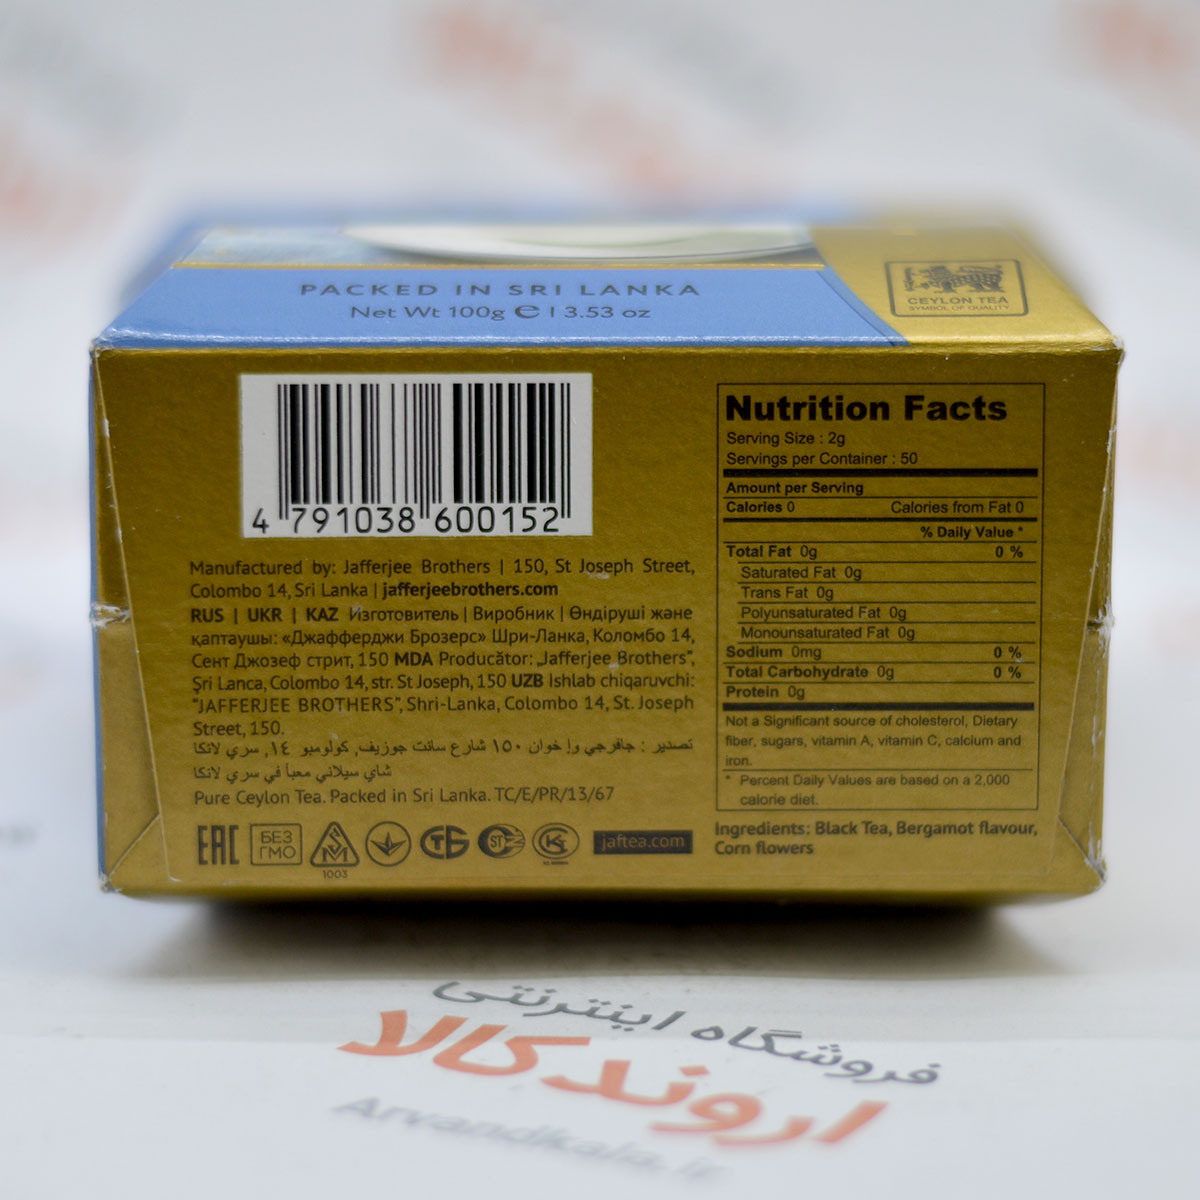 PACKED IN SRI LANKA
Net Wt 100g e | 3.53 oz
CEYLON TEA
SYMBOL OF QUALITY
4 791038 600152
Manufactured by: Jafferjee Brothers | 150, St Joseph Street,
Colombo 14, Sri Lanka | jafferjeebrothers.com
RUS | UKR | KAZ Изготовитель | Виробник | Өндіруші және
қаптаушы: «Джафферджи Брозерс» Шри-Ланка, Коломбо 14,
Сент Джозеф стрит, 150 MDA Producător: „Jafferjee Brothers”,
Şri Lanca, Colombo 14, str. St Joseph, 150 UZB Ishlab chiqaruvchi:
"JAFFERJEE BROTHERS", Shri-Lanka, Colombo 14, St. Joseph
Street, 150.
تصدير : جافرجي وإخوان ١٥٠ شارع سانت جوزيف, كولومبو ١٤, سري لانكا
شاي سيلاني معبأ في سري لانكا
Pure Ceylon Tea. Packed in Sri Lanka. TC/E/PR/13/67
EAC
БЕЗ
ГМО
1003
jaftea.com
Nutrition Facts
Serving Size : 2g
Servings per Container : 50
Amount per Serving
Calories 0 Calories from Fat 0
% Daily Value *
Total Fat 0g 0 %
Saturated Fat 0g
Trans Fat 0g
Polyunsaturated Fat 0g
Monounsaturated Fat 0g
Sodium 0mg 0 %
Total Carbohydrate 0g 0 %
Protein 0g
Not a Significant source of cholesterol, Dietary
fiber, sugars, vitamin A, vitamin C, calcium and
iron.
* Percent Daily Values are based on a 2,000
calorie diet.
Ingredients: Black Tea, Bergamot flavour,
Corn flowers
فروشگاه اینترنتی
اروند کالا
Arvandkala.ir